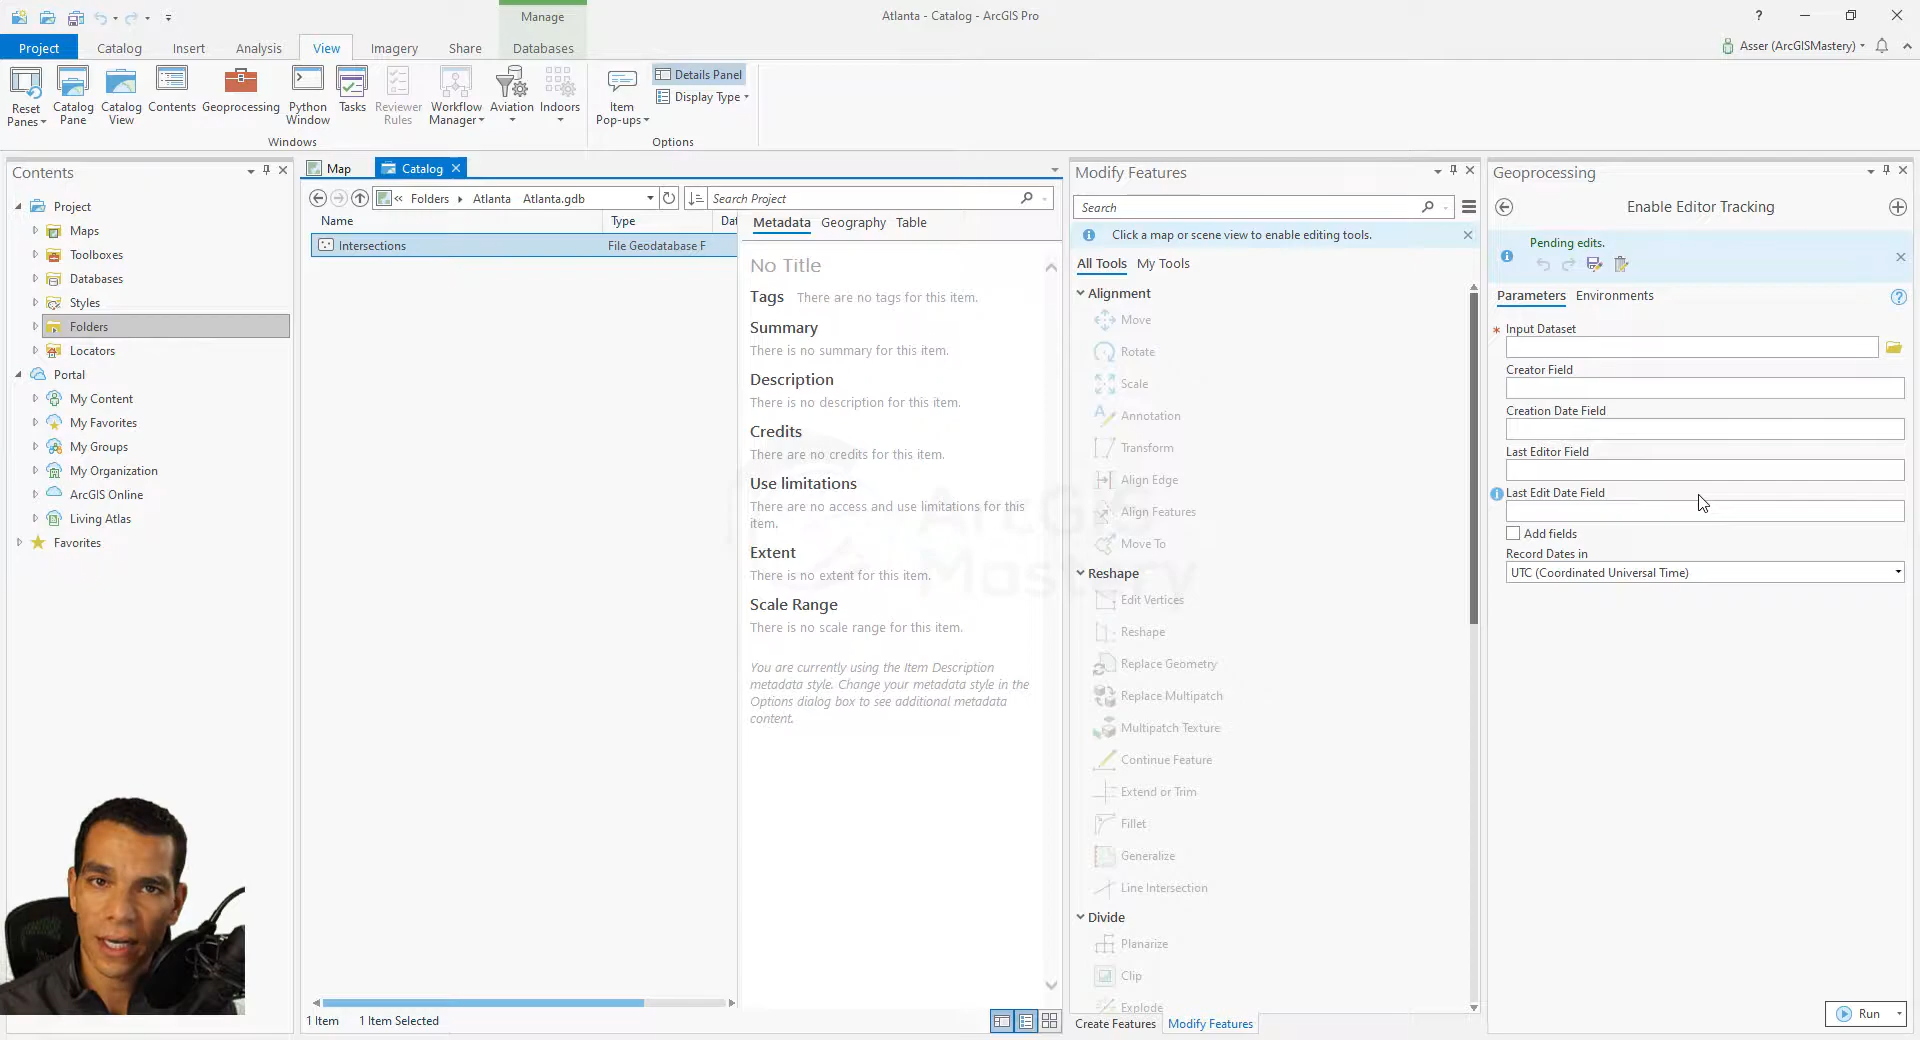 Manage
Atlanta - Catalog - ArcGIS Pro
?
Project
Catalog
Insert
Analysis
View
Imagery
Share
Databases
Asser (ArcGISMastery)
Reset
Panes
Catalog
Pane
Catalog
View
Contents
Geoprocessing
Python
Window
Tasks
Reviewer
Rules
Workflow
Manager
Aviation
Indoors
Item
Pop-ups
Details Panel
Display Type
Windows
Options
Contents
Project
Maps
Toolboxes
Databases
Styles
Folders
Locators
Portal
My Content
My Favorites
My Groups
My Organization
ArcGIS Online
Living Atlas
Favorites
Map
Catalog
Folders
Atlanta
Atlanta.gdb
Search Project
Name
Type
Dat
Intersections
File Geodatabase F
1 Item
1 Item Selected
Metadata
Geography
Table
No Title
Tags There are no tags for this item.
Summary
There is no summary for this item.
Description
There is no description for this item.
Credits
There are no credits for this item.
Use limitations
There are no access and use limitations for this
item.
Extent
There is no extent for this item.
Scale Range
There is no scale range for this item.
You are currently using the Item Description
metadata style. Change your metadata style in the
Options dialog box to see additional metadata
content.
ArcGIS
Mastery
Modify Features
Search
Click a map or scene view to enable editing tools.
All Tools
My Tools
Alignment
Move
Rotate
Scale
Annotation
Transform
Align Edge
Align Features
Move To
Reshape
Edit Vertices
Reshape
Replace Geometry
Replace Multipatch
Multipatch Texture
Continue Feature
Extend or Trim
Fillet
Generalize
Line Intersection
Divide
Planarize
Clip
Explode
Create Features
Modify Features
Geoprocessing
Enable Editor Tracking
Pending edits.
Parameters
Environments
?
* Input Dataset
Creator Field
Creation Date Field
Last Editor Field
Last Edit Date Field
Add fields
Record Dates in
UTC (Coordinated Universal Time)
Run